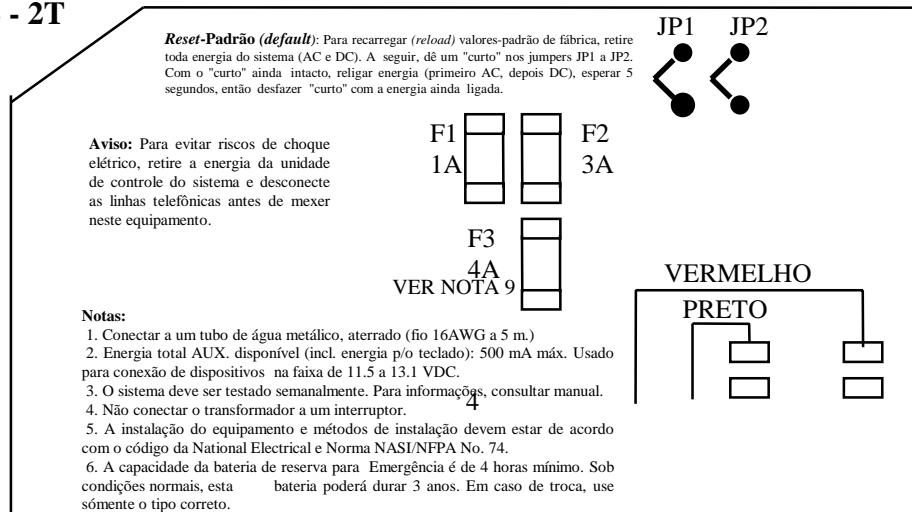 - 2T
Reset-Padrão (default): Para recarregar (reload) valores-padrão de fábrica, retire
toda energia do sistema (AC e DC). A seguir, dê um "curto" nos jumpers JP1 a JP2.
Com o "curto" ainda intacto, religar energia (primeiro AC, depois DC), esperar 5
segundos, então desfazer "curto" com a energia ainda ligada.
JP1 JP2
Aviso: Para evitar riscos de choque
elétrico, retire a energia da unidade
de controle do sistema e desconecte
as linhas telefônicas antes de mexer
neste equipamento.
F1
1A
F2
3A
F3
4A
VER NOTA 9
VERMELHO
PRETO
Notas:
1. Conectar a um tubo de água metálico, aterrado (fio 16AWG a 5 m.)
2. Energia total AUX. disponível (incl. energia p/o teclado): 500 mA máx. Usado
para conexão de dispositivos na faixa de 11.5 a 13.1 VDC.
3. O sistema deve ser testado semanalmente. Para informações, consultar manual.
4
4. Não conectar o transformador a um interruptor.
5. A instalação do equipamento e métodos de instalação devem estar de acordo
com o código da National Electrical e Norma NASI/NFPA No. 74.
6. A capacidade da bateria de reserva para Emergência é de 4 horas mínimo. Sob
condições normais, esta bateria poderá durar 3 anos. Em caso de troca, use
sómente o tipo correto.